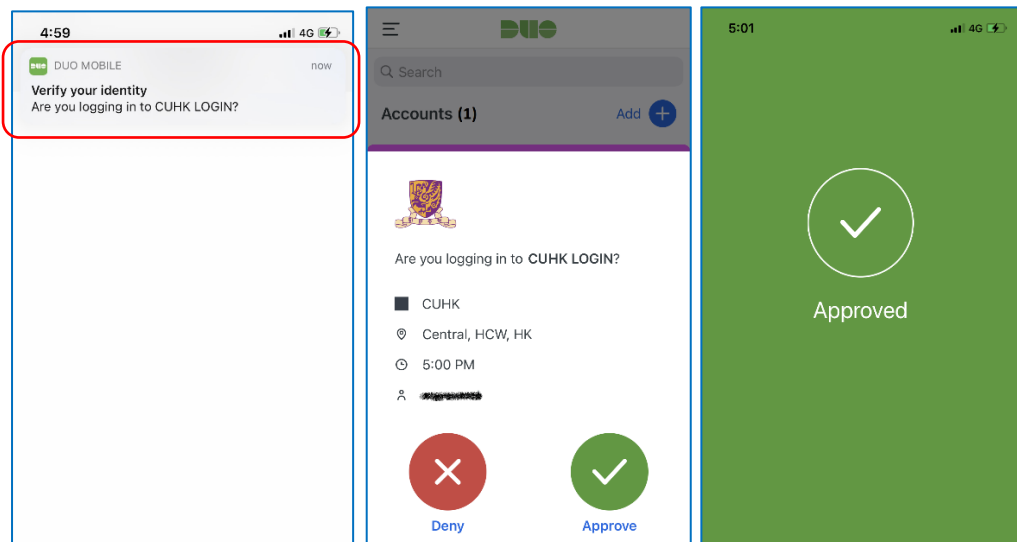 4:59
4G
DUO MOBILE
now
Verify your identity
Are you logging in to CUHK LOGIN?
DUO
Search
Accounts (1)
Add
Are you logging in to CUHK LOGIN?
CUHK
Central, HCW, HK
5:00 PM
Deny
Approve
5:01
4G
Approved